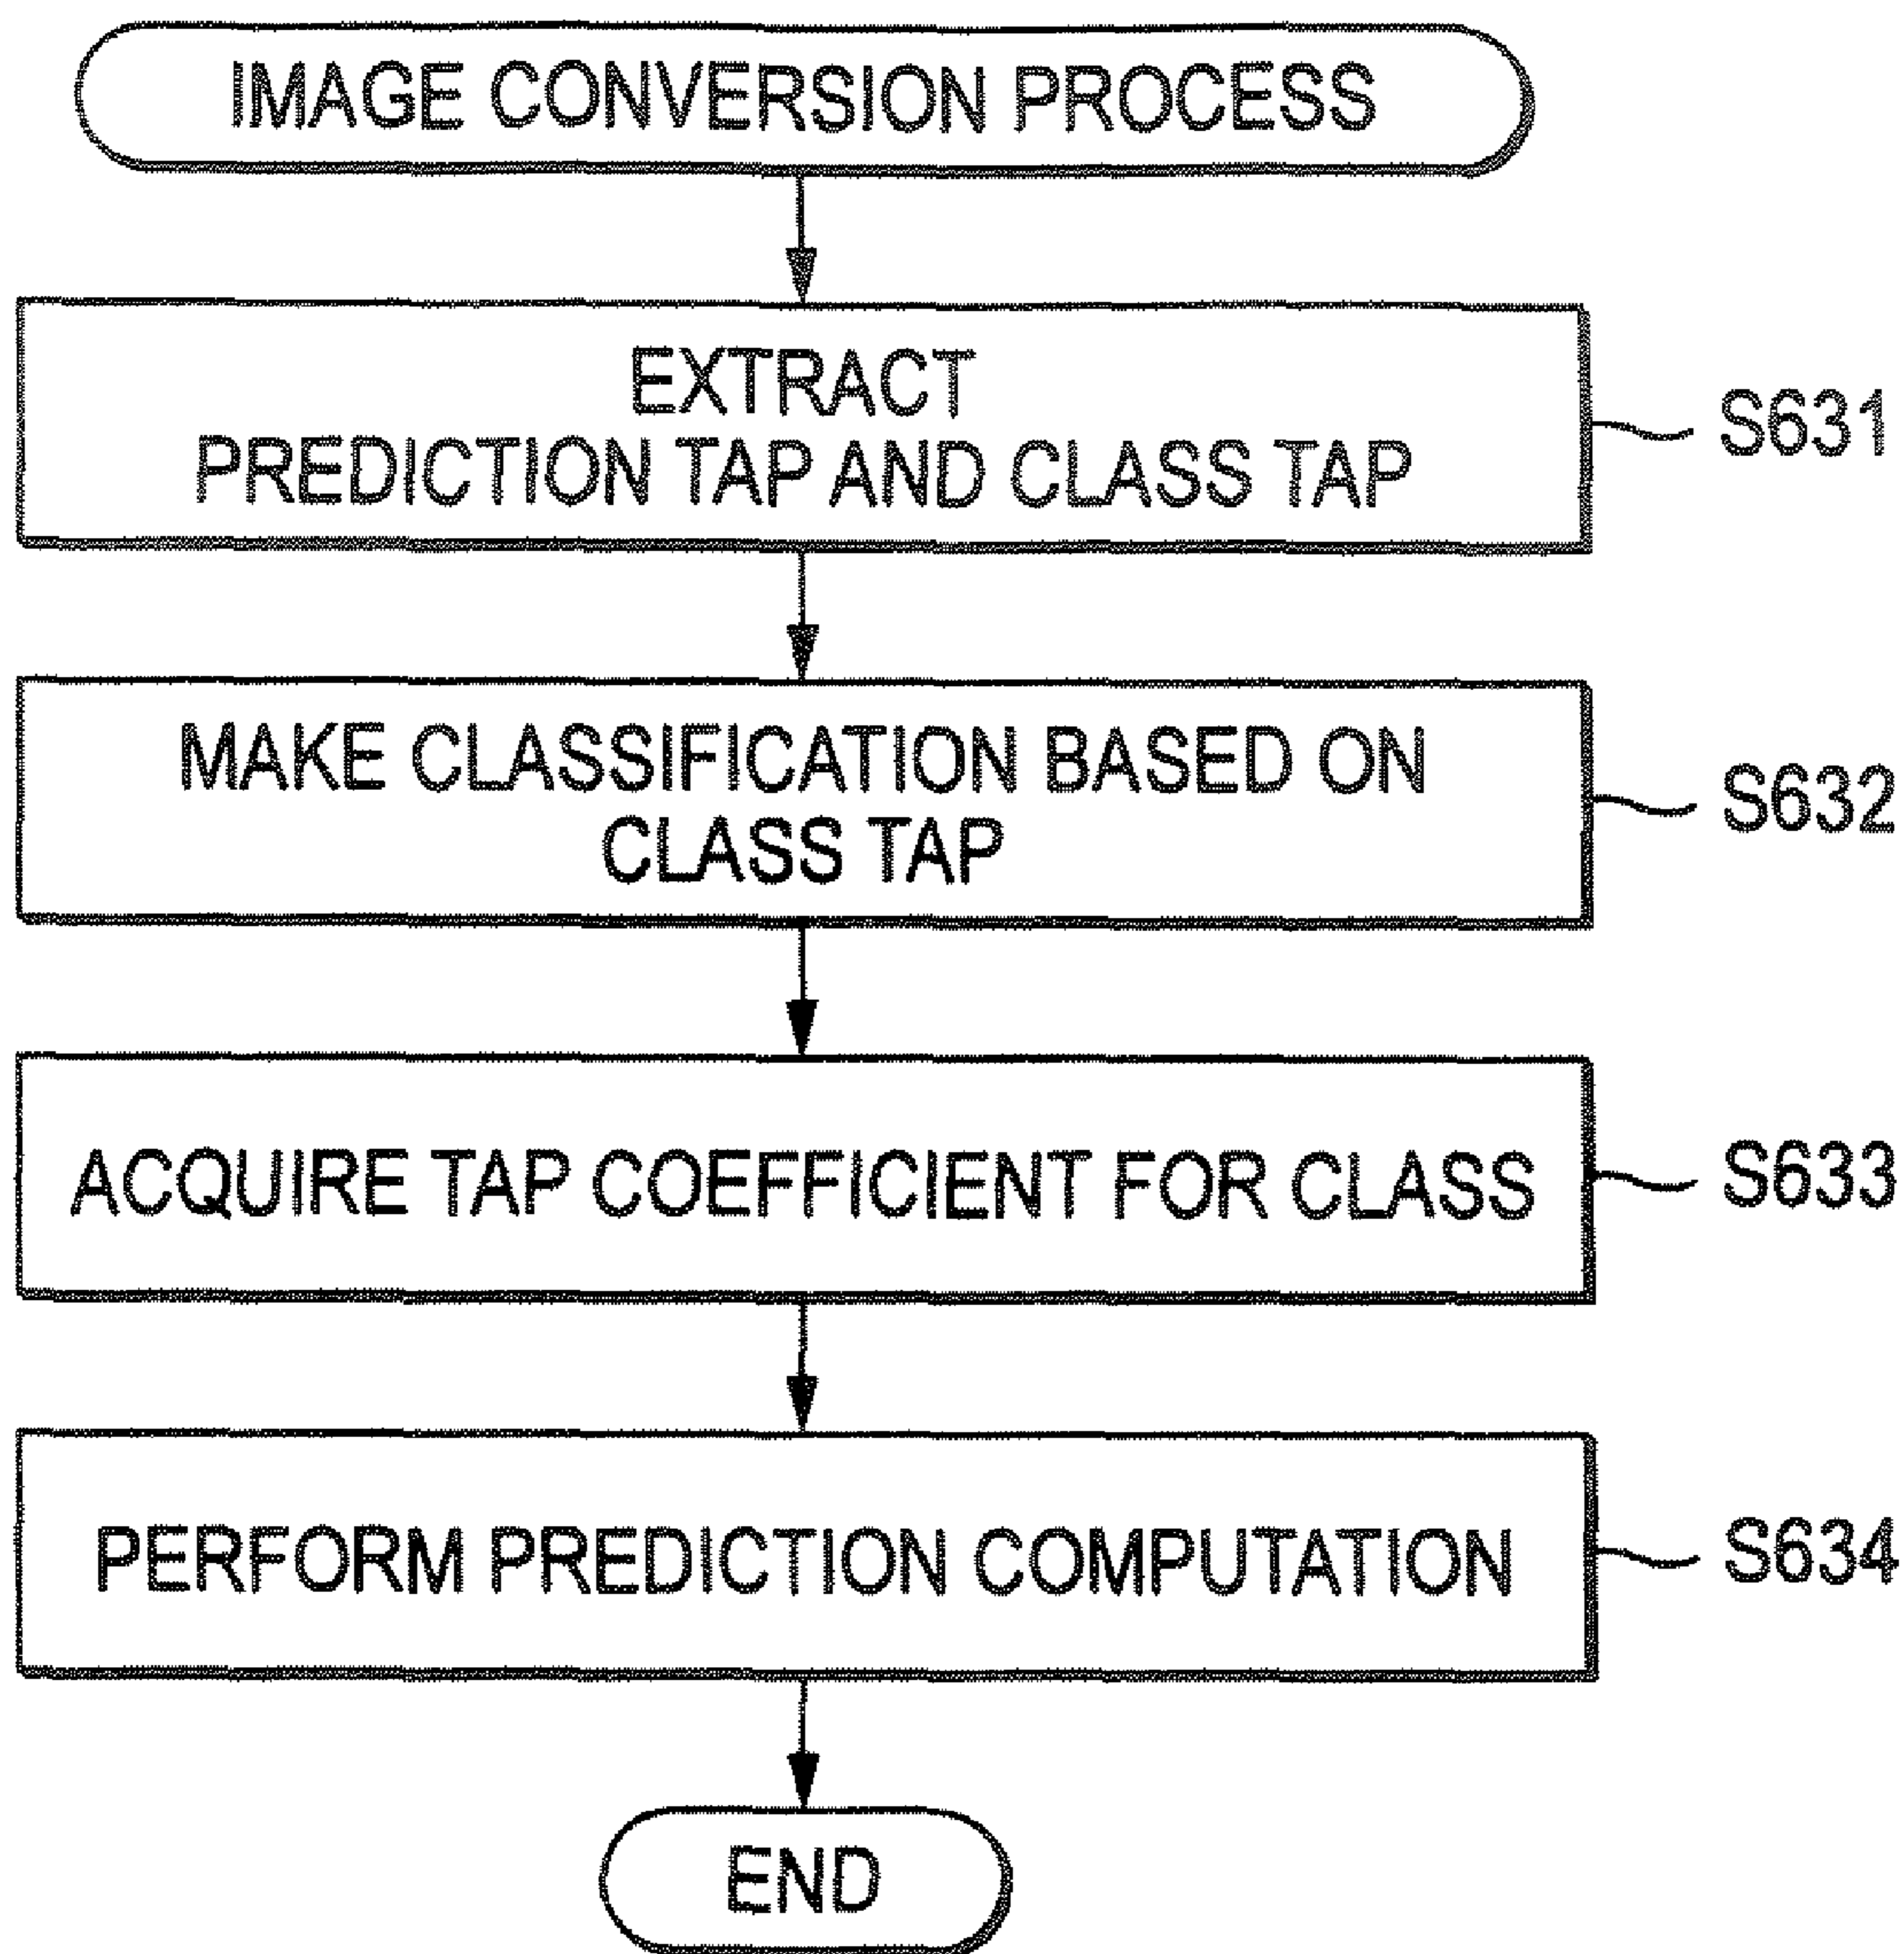 IMAGE CONVERSION PROCESS
EXTRACT
PREDICTION TAP AND CLASS TAP
S631
MAKE CLASSIFICATION BASED ON
CLASS TAP
S632
ACQUIRE TAP COEFFICIENT FOR CLASS
S633
PERFORM PREDICTION COMPUTATION
S634
END